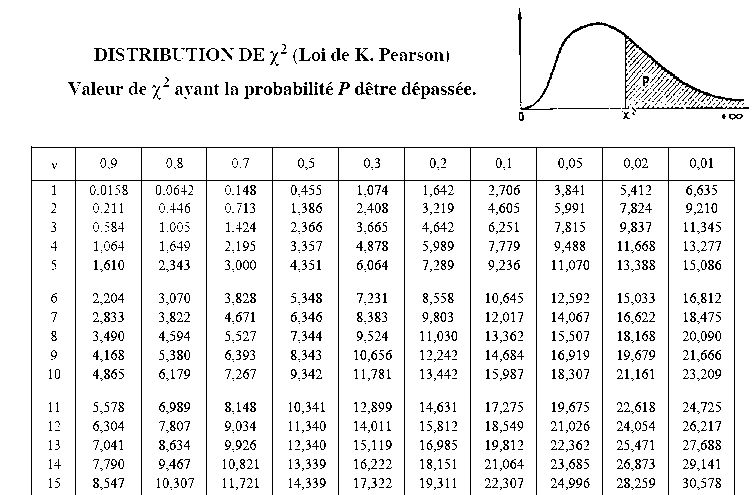 DISTRIBUTION DE χ² (Loi de K. Pearson)
Valeur de χ² ayant la probabilité P dêtre dépassée.
P
0 χ² +∞
ν 0,9 0,8 0,7 0,5 0,3 0,2 0,1 0,05 0,02 0,01
1 0,0158 0,0642 0,148 0,455 1,074 1,642 2,706 3,841 5,412 6,635
2 0,211 0,446 0,713 1,386 2,408 3,219 4,605 5,991 7,824 9,210
3 0,584 1,005 1,424 2,366 3,665 4,642 6,251 7,815 9,837 11,345
4 1,064 1,649 2,195 3,357 4,878 5,989 7,779 9,488 11,668 13,277
5 1,610 2,343 3,000 4,351 6,064 7,289 9,236 11,070 13,388 15,086
6 2,204 3,070 3,828 5,348 7,231 8,558 10,645 12,592 15,033 16,812
7 2,833 3,822 4,671 6,346 8,383 9,803 12,017 14,067 16,622 18,475
8 3,490 4,594 5,527 7,344 9,524 11,030 13,362 15,507 18,168 20,090
9 4,168 5,380 6,393 8,343 10,656 12,242 14,684 16,919 19,679 21,666
10 4,865 6,179 7,267 9,342 11,781 13,442 15,987 18,307 21,161 23,209
11 5,578 6,989 8,148 10,341 12,899 14,631 17,275 19,675 22,618 24,725
12 6,304 7,807 9,034 11,340 14,011 15,812 18,549 21,026 24,054 26,217
13 7,041 8,634 9,926 12,340 15,119 16,985 19,812 22,362 25,471 27,688
14 7,790 9,467 10,821 13,339 16,222 18,151 21,064 23,685 26,873 29,141
15 8,547 10,307 11,721 14,339 17,322 19,311 22,307 24,996 28,259 30,578